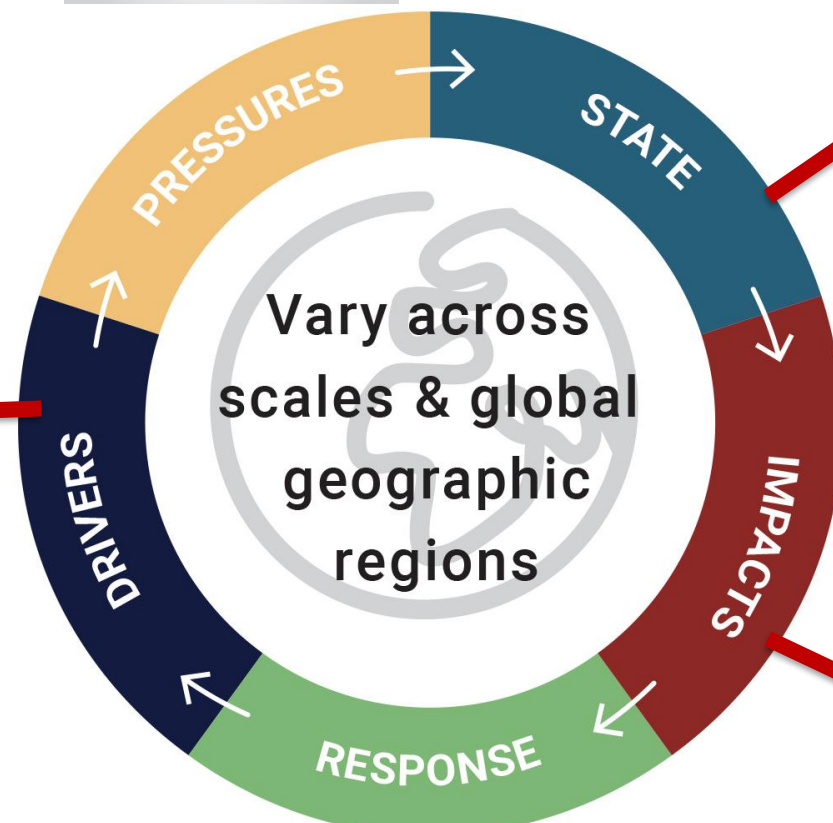 PRESSURES
STATE
Vary across
scales & global
geographic
regions
DRIVERS
IMPACTS
RESPONSE